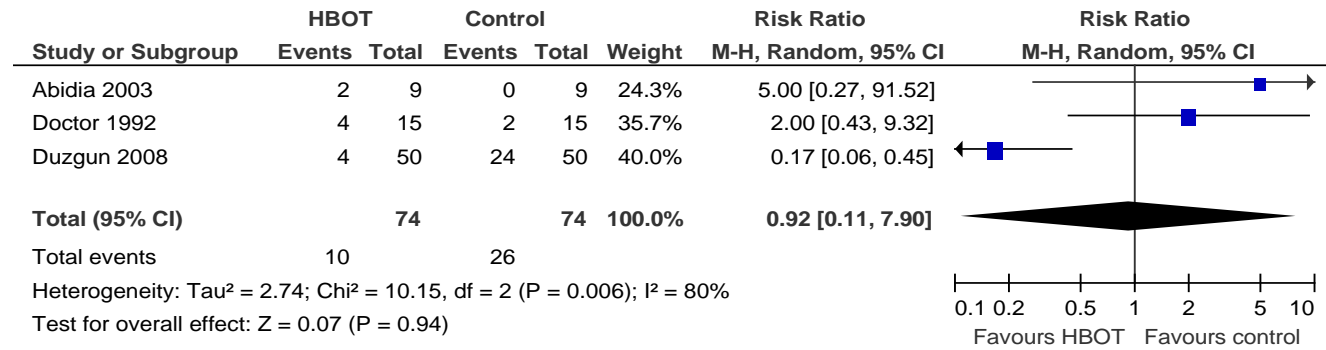 HBOT Control Risk Ratio Risk Ratio
Study or Subgroup Events Total Events Total Weight M-H, Random, 95% CI M-H, Random, 95% CI
Abidia 2003 2 9 0 9 24.3% 5.00 [0.27, 91.52]
Doctor 1992 4 15 2 15 35.7% 2.00 [0.43, 9.32]
Duzgun 2008 4 50 24 50 40.0% 0.17 [0.06, 0.45]
Total (95% CI) 74 74 100.0% 0.92 [0.11, 7.90]
Total events 10 26
Heterogeneity: Tau² = 2.74; Chi² = 10.15, df = 2 (P = 0.006); I² = 80%
Test for overall effect: Z = 0.07 (P = 0.94)
0.1 0.2 0.5 1 2 5 10
Favours HBOT Favours control